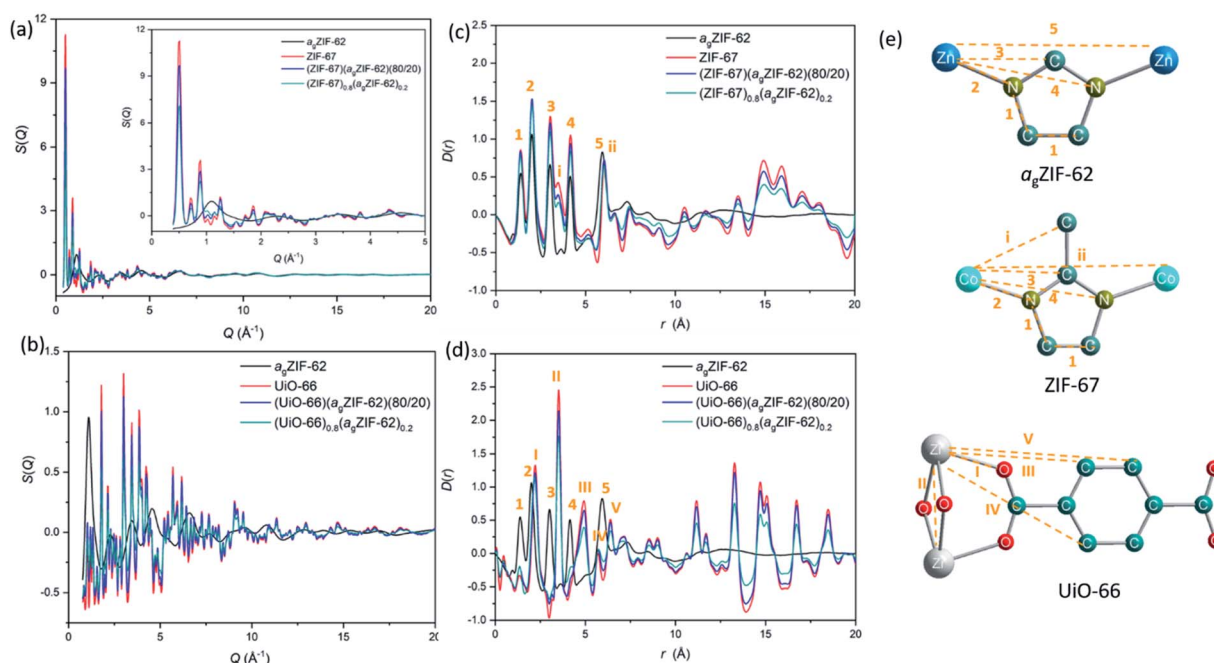 (a)
12
9
6
3
0
S(Q)
0
5
10
15
20
Q (Å⁻¹)
agZIF-62
ZIF-67
(ZIF-67)(agZIF-62)(80/20)
(ZIF-67)0.8(agZIF-62)0.2
12
9
6
3
0
S(Q)
0
1
2
3
4
5
Q (Å⁻¹)
(b)
1.5
1.0
0.5
0.0
-0.5
S(Q)
0
5
10
15
20
Q (Å⁻¹)
agZIF-62
UiO-66
(UiO-66)(agZIF-62)(80/20)
(UiO-66)0.8(agZIF-62)0.2
(c)
2.5
2.0
1.5
1.0
0.5
0.0
-0.5
-1.0
D(r)
0
5
10
15
20
r (Å)
agZIF-62
ZIF-67
(ZIF-67)(agZIF-62)(80/20)
(ZIF-67)0.8(agZIF-62)0.2
1
2
3
i
4
5
ii
(d)
3.0
2.5
2.0
1.5
1.0
0.5
0.0
-0.5
-1.0
D(r)
0
5
10
15
20
r (Å)
agZIF-62
UiO-66
(UiO-66)(agZIF-62)(80/20)
(UiO-66)0.8(agZIF-62)0.2
1
2
I
3
II
4
III
IV
5
V
(e)
5
Zn
3
C
Zn
2
N
4
N
1
C
C
1
agZIF-62
C
i
ii
Co
3
C
Co
2
N
4
N
1
C
C
1
ZIF-67
V
Zr
C
C
I
O
III
O
II
O
O
C
C
C
C
IV
O
C
C
O
Zr
UiO-66